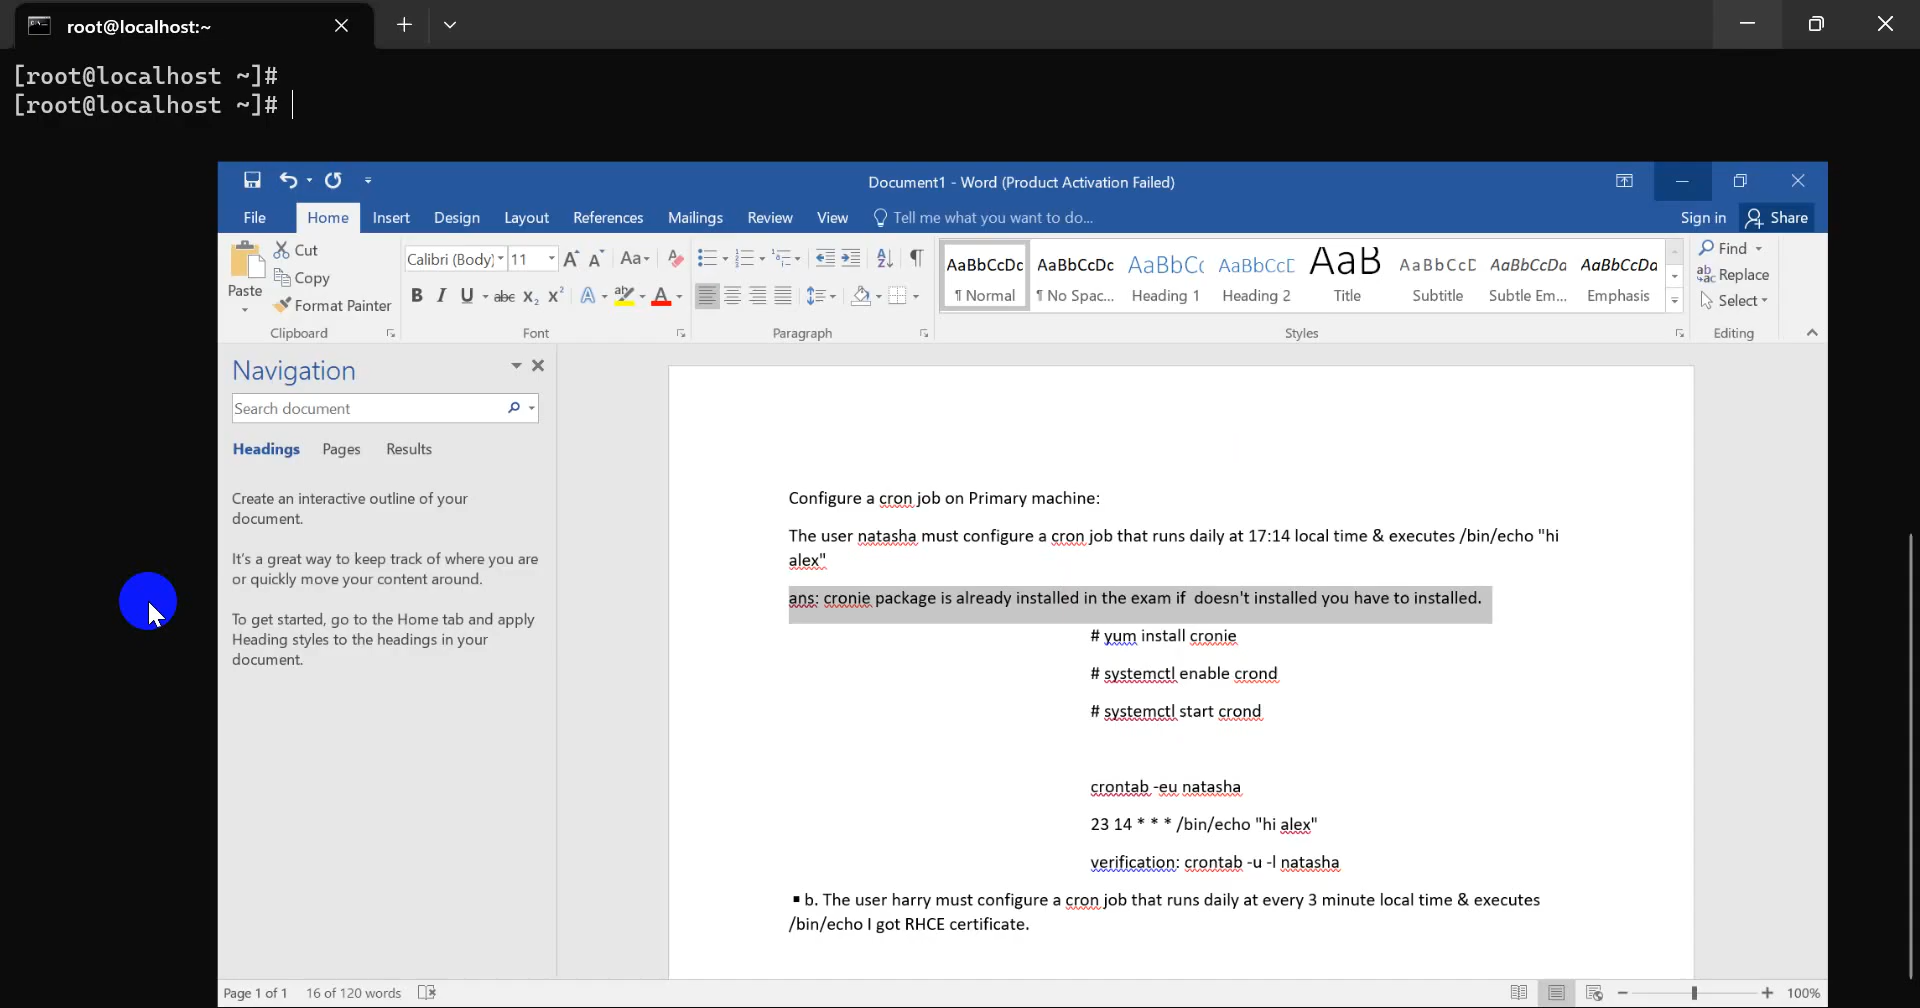 root@localhost:~
[root@localhost ~]#
[root@localhost ~]#
Document1 - Word (Product Activation Failed)
File Home Insert Design Layout References Mailings Review View Tell me what you want to do... Sign in Share
Paste
Cut
Copy
Format Painter
Clipboard
Calibri (Body) 11
Font
Paragraph
AaBbCcDc AaBbCcDc AaBbCc AaBbCcC AaB AaBbCcC AaBbCcDa AaBbCcDa
¶ Normal ¶ No Spac... Heading 1 Heading 2 Title Subtitle Subtle Em... Emphasis
Styles
Find
Replace
Select
Editing
Navigation
Search document
Headings Pages Results
Create an interactive outline of your
document.
It's a great way to keep track of where you are
or quickly move your content around.
To get started, go to the Home tab and apply
Heading styles to the headings in your
document.
Configure a cron job on Primary machine:
The user natasha must configure a cron job that runs daily at 17:14 local time & executes /bin/echo "hi
alex"
ans: cronie package is already installed in the exam if  doesn't installed you have to installed.
# yum install cronie
# systemctl enable crond
# systemctl start crond
crontab -eu natasha
23 14 * * * /bin/echo "hi alex"
verification: crontab -u -l natasha
▪ b. The user harry must configure a cron job that runs daily at every 3 minute local time & executes
/bin/echo I got RHCE certificate.
Page 1 of 1 16 of 120 words 100%